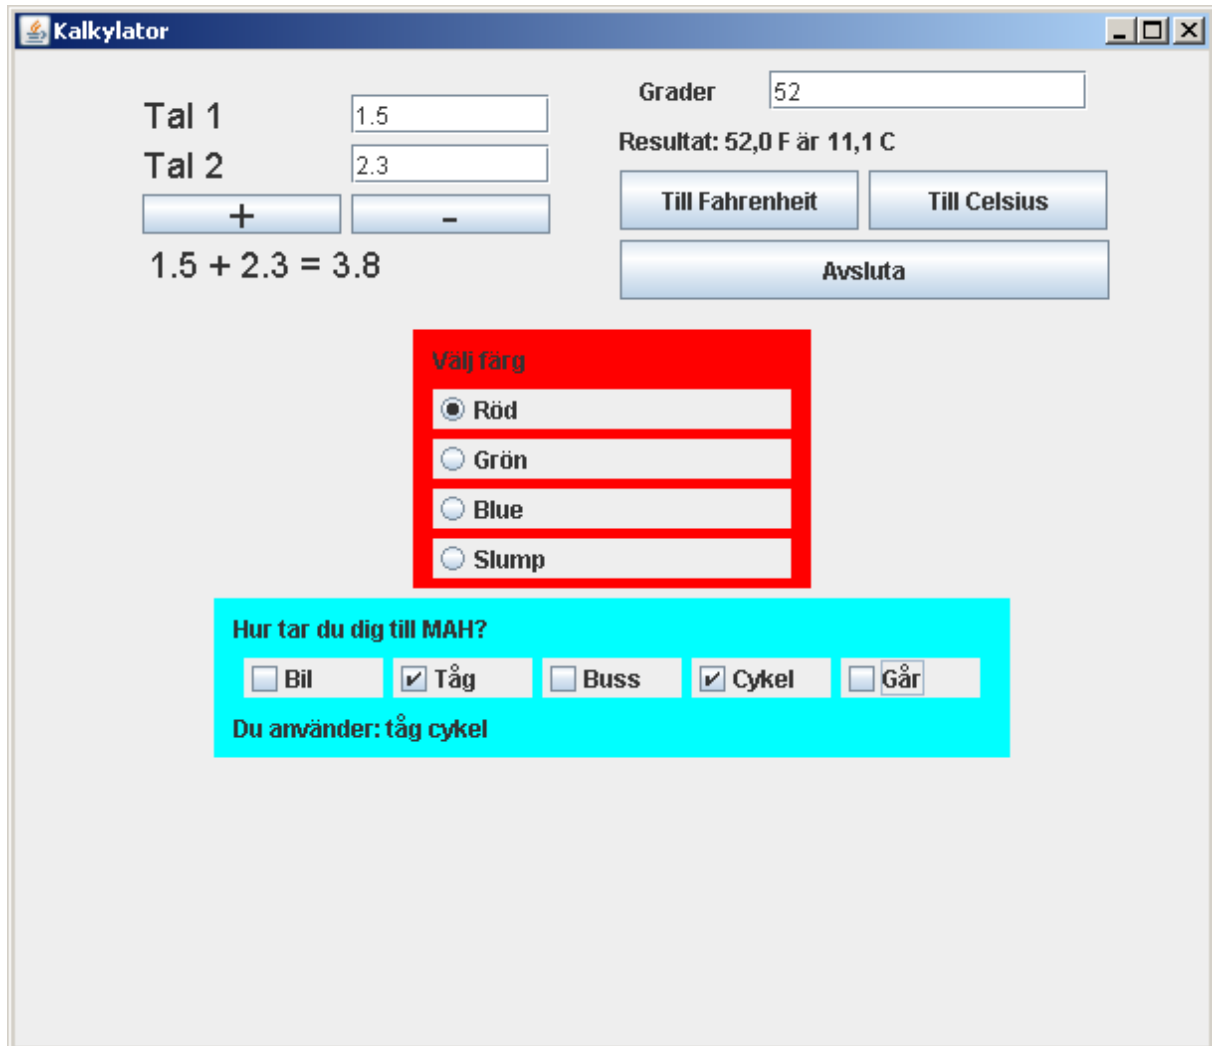 Kalkylator
Tal 1 1.5
Tal 2 2.3
+ -
1.5 + 2.3 = 3.8
Grader 52
Resultat: 52,0 F är 11,1 C
Till Fahrenheit Till Celsius
Avsluta
Välj färg
Röd
Grön
Blue
Slump
Hur tar du dig till MAH?
Bil Tåg Buss Cykel Går
Du använder: tåg cykel